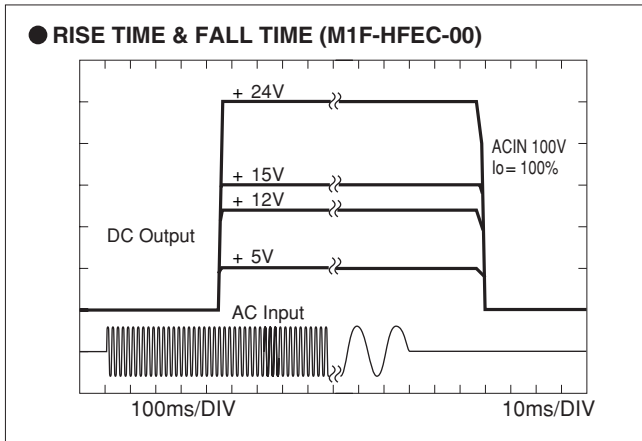 ● RISE TIME & FALL TIME (M1F-HFEC-00)
+ 24V
ACIN 100V
Io= 100%
+ 15V
+ 12V
DC Output
+ 5V
AC Input
100ms/DIV 10ms/DIV